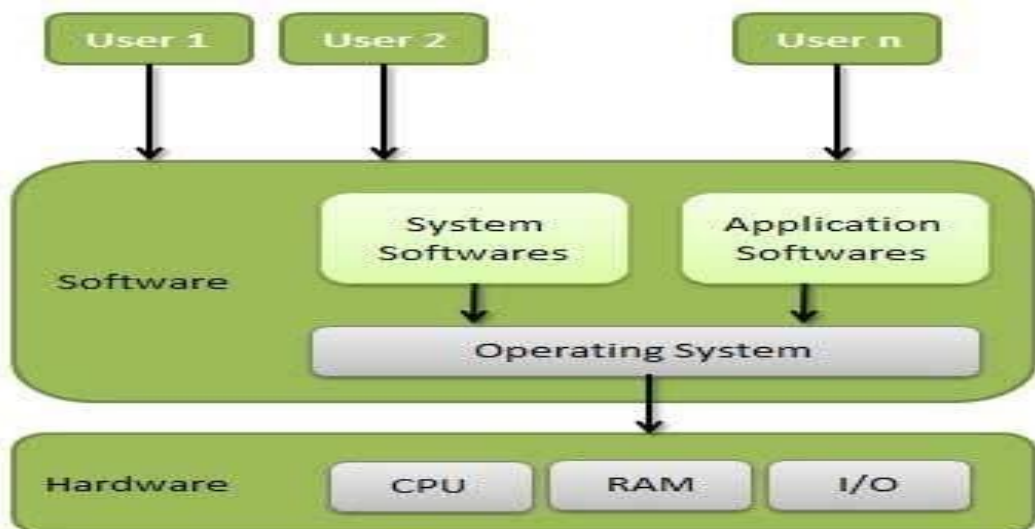 User 1
User 2
User n
System
Softwares
Application
Softwares
Software
Operating System
Hardware
CPU
RAM
I/O